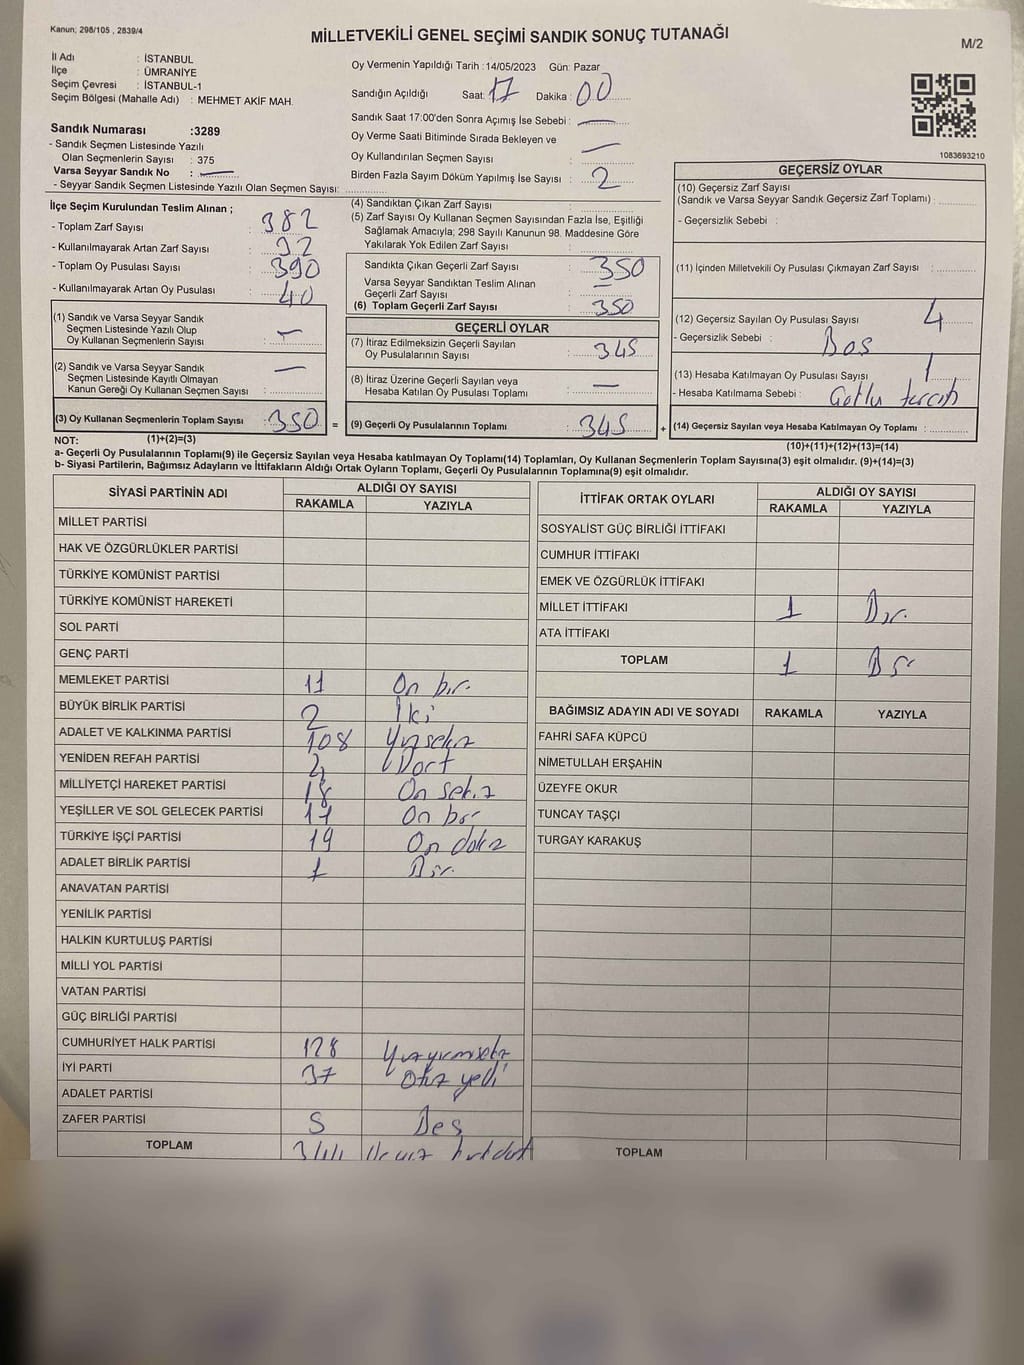 Kanun; 298/105 , 2839/4
MİLLETVEKİLİ GENEL SEÇİMİ SANDIK SONUÇ TUTANAĞI
M/2
İl Adı : İSTANBUL
İlçe : ÜMRANİYE
Seçim Çevresi : İSTANBUL-1
Seçim Bölgesi (Mahalle Adı) : MEHMET AKİF MAH.
Oy Vermenin Yapıldığı Tarih :14/05/2023 Gün: Pazar
Sandığın Açıldığı Saat: 17 Dakika : 00
Sandık Saat 17:00'den Sonra Açımış İse Sebebi : —
Oy Verme Saati Bitiminde Sırada Bekleyen ve
Oy Kullandırılan Seçmen Sayısı : —
Birden Fazla Sayım Döküm Yapılmış İse Sayısı : 2
Sandık Numarası :3289
- Sandık Seçmen Listesinde Yazılı
Olan Seçmenlerin Sayısı : 375
Varsa Seyyar Sandık No : —
- Seyyar Sandık Seçmen Listesinde Yazılı Olan Seçmen Sayısı:
1083693210
İlçe Seçim Kurulundan Teslim Alınan ;
- Toplam Zarf Sayısı : 382
- Kullanılmayarak Artan Zarf Sayısı : 32
- Toplam Oy Pusulası Sayısı : 390
- Kullanılmayarak Artan Oy Pusulası : 40
(1) Sandık ve Varsa Seyyar Sandık
Seçmen Listesinde Yazılı Olup
Oy Kullanan Seçmenlerin Sayısı : —
(2) Sandık ve Varsa Seyyar Sandık
Seçmen Listesinde Kayıtlı Olmayan
Kanun Gereği Oy Kullanan Seçmen Sayısı : —
(3) Oy Kullanan Seçmenlerin Toplam Sayısı : 350 =
(4) Sandıktan Çıkan Zarf Sayısı :
(5) Zarf Sayısı Oy Kullanan Seçmen Sayısından Fazla İse, Eşitliği
Sağlamak Amacıyla; 298 Sayılı Kanunun 98. Maddesine Göre
Yakılarak Yok Edilen Zarf Sayısı :
Sandıkta Çıkan Geçerli Zarf Sayısı : 350
Varsa Seyyar Sandıktan Teslim Alınan
Geçerli Zarf Sayısı : —
(6) Toplam Geçerli Zarf Sayısı : 350
GEÇERLİ OYLAR
(7) İtiraz Edilmeksizin Geçerli Sayılan
Oy Pusulalarının Sayısı : 345
(8) İtiraz Üzerine Geçerli Sayılan veya
Hesaba Katılan Oy Pusulası Toplamı : —
(9) Geçerli Oy Pusulalarının Toplamı : 345 +
GEÇERSİZ OYLAR
(10) Geçersiz Zarf Sayısı
(Sandık ve Varsa Seyyar Sandık Geçersiz Zarf Toplamı) :
- Geçersizlik Sebebi :
(11) İçinden Milletvekili Oy Pusulası Çıkmayan Zarf Sayısı :
(12) Geçersiz Sayılan Oy Pusulası Sayısı : 4
- Geçersizlik Sebebi : Bos
(13) Hesaba Katılmayan Oy Pusulası Sayısı : 1
- Hesaba Katılmama Sebebi :
(14) Geçersiz Sayılan veya Hesaba Katılmayan Oy Toplamı :
NOT: (1)+(2)=(3) (10)+(11)+(12)+(13)=(14)
a- Geçerli Oy Pusulalarının Toplamı(9) ile Geçersiz Sayılan veya Hesaba katılmayan Oy Toplamı(14) Toplamları, Oy Kullanan Seçmenlerin Toplam Sayısına(3) eşit olmalıdır. (9)+(14)=(3)
b- Siyasi Partilerin, Bağımsız Adayların ve İttifakların Aldığı Ortak Oyların Toplamı, Geçerli Oy Pusulalarının Toplamına(9) eşit olmalıdır.
SİYASİ PARTİNİN ADI ALDIĞI OY SAYISI
RAKAMLA YAZIYLA
MİLLET PARTİSİ
HAK VE ÖZGÜRLÜKLER PARTİSİ
TÜRKİYE KOMÜNİST PARTİSİ
TÜRKİYE KOMÜNİST HAREKETİ
SOL PARTİ
GENÇ PARTİ
MEMLEKET PARTİSİ 11 On bir.
BÜYÜK BİRLİK PARTİSİ 2 İki
ADALET VE KALKINMA PARTİSİ 108 Yüzsekiz
YENİDEN REFAH PARTİSİ 4 Dort
MİLLİYETÇİ HAREKET PARTİSİ 18 On sekiz
YEŞİLLER VE SOL GELECEK PARTİSİ 11 On bir
TÜRKİYE İŞÇİ PARTİSİ 19 On dokuz
ADALET BİRLİK PARTİSİ 1 Bir.
ANAVATAN PARTİSİ
YENİLİK PARTİSİ
HALKIN KURTULUŞ PARTİSİ
MİLLİ YOL PARTİSİ
VATAN PARTİSİ
GÜÇ BİRLİĞİ PARTİSİ
CUMHURİYET HALK PARTİSİ 128 Yüzyirmisekiz
İYİ PARTİ 37 Otuz yedi
ADALET PARTİSİ
ZAFER PARTİSİ 5 Bes
TOPLAM 344
İTTİFAK ORTAK OYLARI ALDIĞI OY SAYISI
RAKAMLA YAZIYLA
SOSYALİST GÜÇ BİRLİĞİ İTTİFAKI
CUMHUR İTTİFAKI
EMEK VE ÖZGÜRLÜK İTTİFAKI
MİLLET İTTİFAKI 1 Bir.
ATA İTTİFAKI
TOPLAM 1 Bir
BAĞIMSIZ ADAYIN ADI VE SOYADI RAKAMLA YAZIYLA
FAHRİ SAFA KÜPCÜ
NİMETULLAH ERŞAHİN
ÜZEYFE OKUR
TUNCAY TAŞÇI
TURGAY KARAKUŞ
TOPLAM